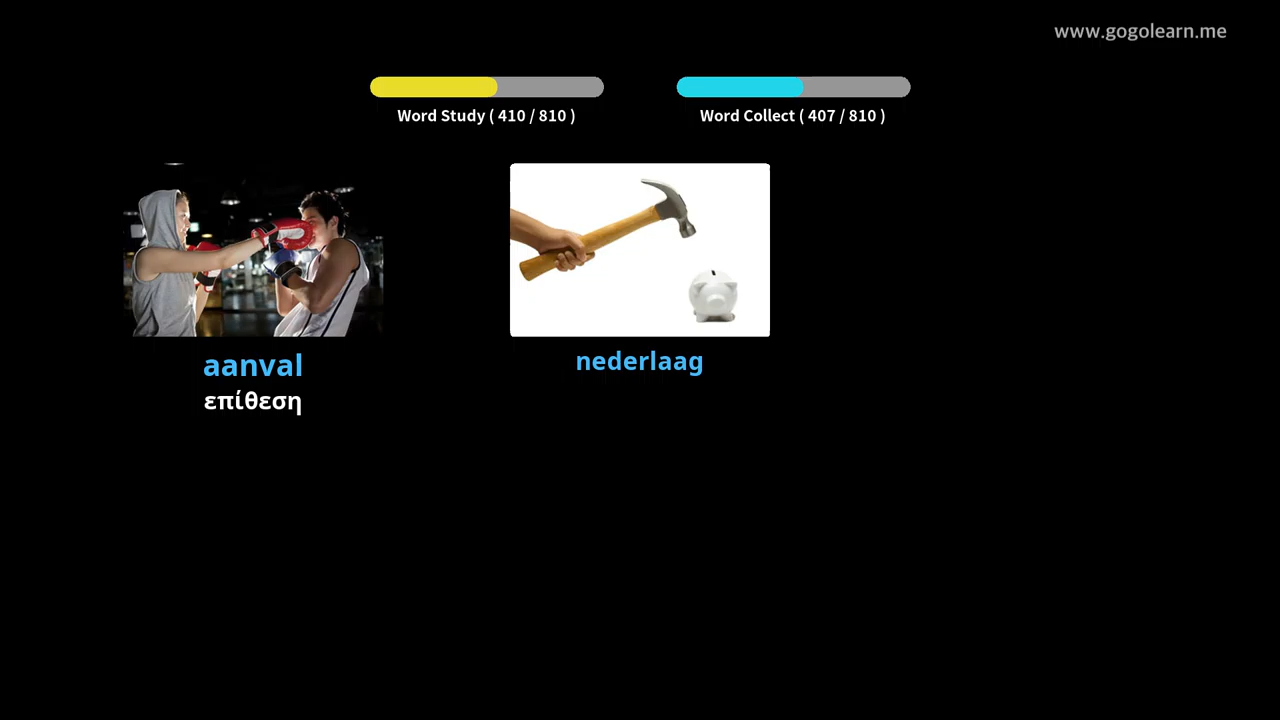 www.gogolearn.me
Word Study ( 410 / 810 )
Word Collect ( 407 / 810 )
aanval
επίθεση
nederlaag